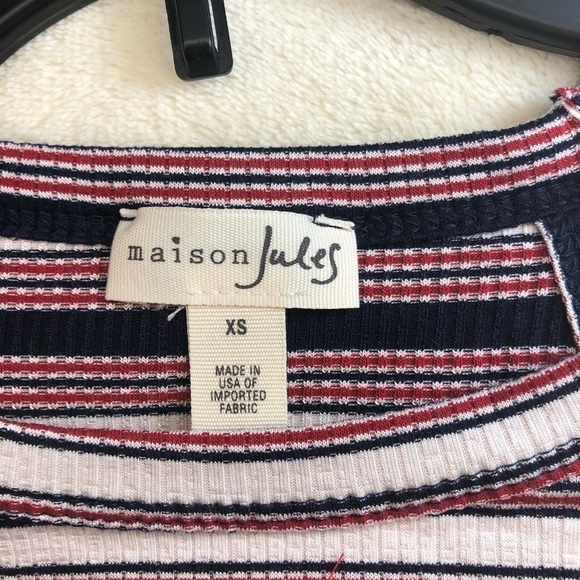 maison Jules
XS
MADE IN
USA OF
IMPORTED
FABRIC